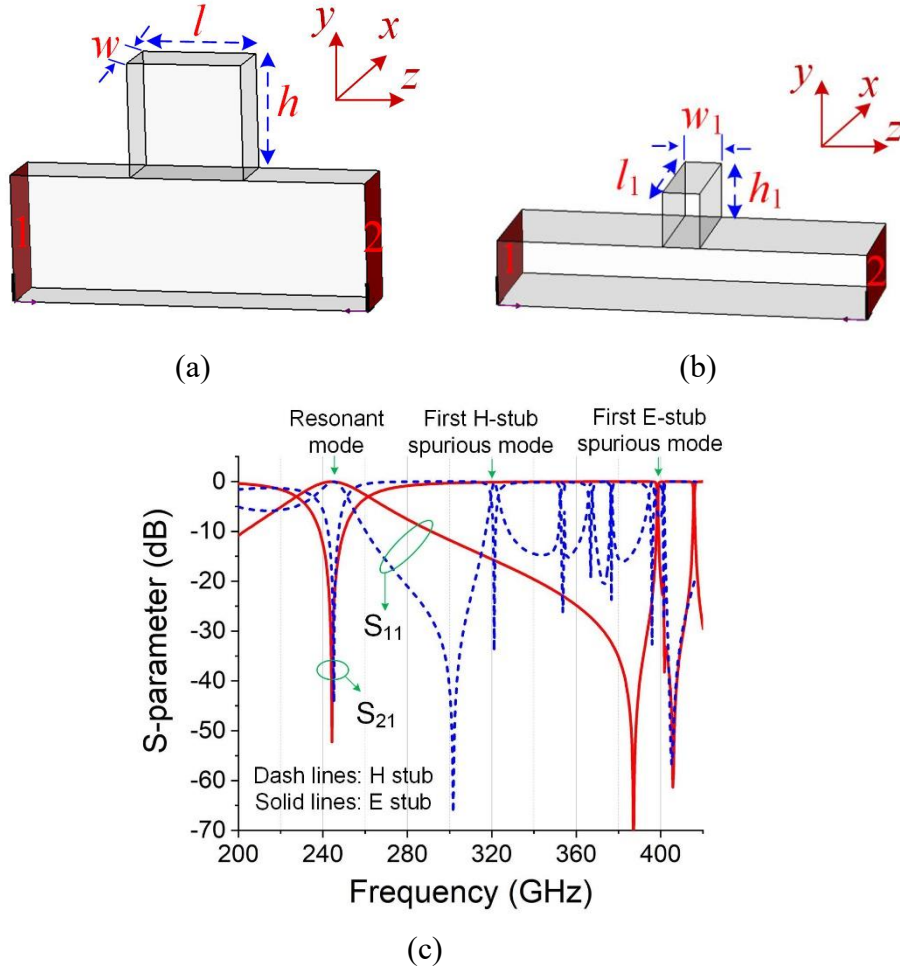 w
l
h
y
x
z
1
2
(a)
l1
w1
h1
y
x
z
1
2
(b)
Resonant mode
First H-stub spurious mode
First E-stub spurious mode
S-parameter (dB)
0
-10
-20
-30
-40
-50
-60
-70
S11
S21
Dash lines: H stub
Solid lines: E stub
200
240
280
320
360
400
Frequency (GHz)
(c)